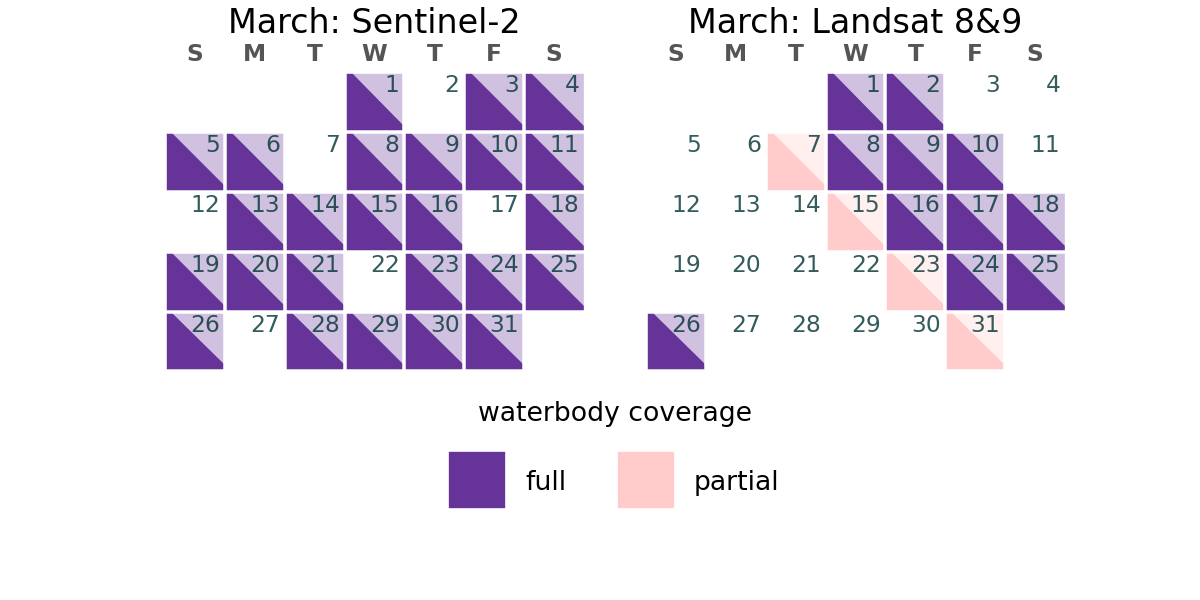 March: Sentinel-2
S M T W T F S
1 2 3 4
5 6 7 8 9 10 11
12 13 14 15 16 17 18
19 20 21 22 23 24 25
26 27 28 29 30 31
March: Landsat 8&9
S M T W T F S
1 2 3 4
5 6 7 8 9 10 11
12 13 14 15 16 17 18
19 20 21 22 23 24 25
26 27 28 29 30 31
waterbody coverage
full partial